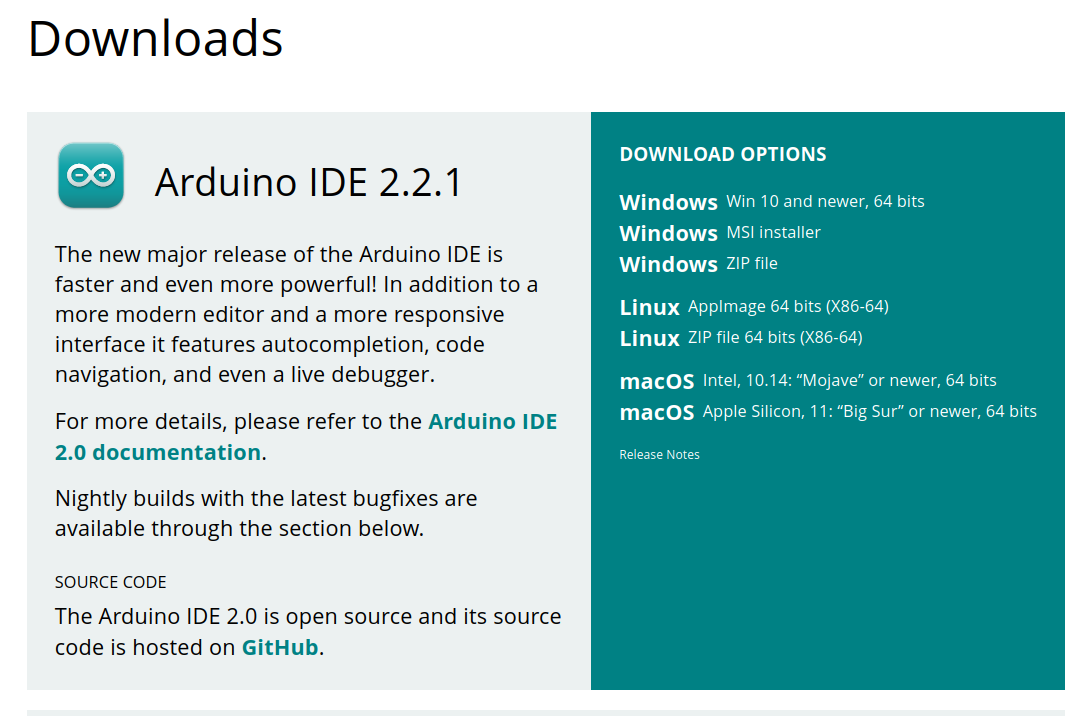 Downloads
Arduino IDE 2.2.1
The new major release of the Arduino IDE is
faster and even more powerful! In addition to a
more modern editor and a more responsive
interface it features autocompletion, code
navigation, and even a live debugger.
For more details, please refer to the Arduino IDE
2.0 documentation.
Nightly builds with the latest bugfixes are
available through the section below.
SOURCE CODE
The Arduino IDE 2.0 is open source and its source
code is hosted on GitHub.
DOWNLOAD OPTIONS
Windows Win 10 and newer, 64 bits
Windows MSI installer
Windows ZIP file
Linux AppImage 64 bits (X86-64)
Linux ZIP file 64 bits (X86-64)
macOS Intel, 10.14: “Mojave” or newer, 64 bits
macOS Apple Silicon, 11: “Big Sur” or newer, 64 bits
Release Notes